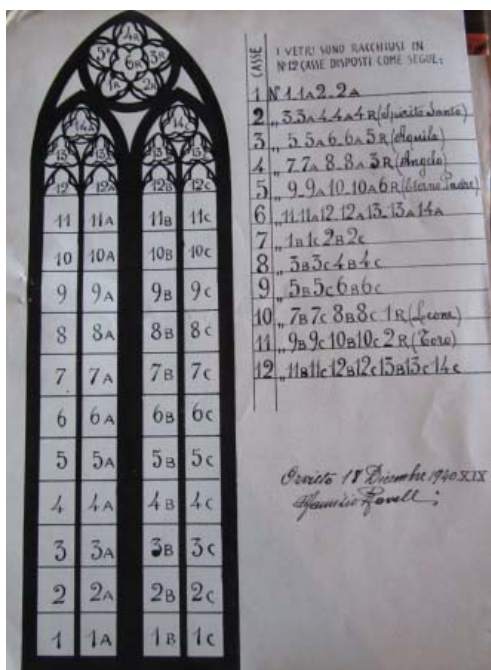 4R
5R 6R 3R
1R 2R
14A 14C
13 13A 13B 13C
12 12A 12B 12C
11 11A 11B 11C
10 10A 10B 10C
9 9A 9B 9C
8 8A 8B 8C
7 7A 7B 7C
6 6A 6B 6C
5 5A 5B 5C
4 4A 4B 4C
3 3A 3B 3C
2 2A 2B 2C
1 1A 1B 1C
CASSE
I VETRI SONO RACCHIUSI IN
N°12 CASSE DISPOSTI COME SEGUE:
1 N° 1.1A 2.2A
2 „ 3.3A 4.4A 4R (Spirito Santo)
3 „ 5.5A 6.6A 5R (Aquila)
4 „ 7.7A 8.8A 3R (Angelo)
5 „ 9.9A 10.10A 6R (Padre)
6 „ 11.11A 12.12A 13.13A 14A
7 „ 1B 1C 2B 2C
8 „ 3B 3C 4B 4C
9 „ 5B 5C 6B 6C
10 „ 7B 7C 8B 8C 1R (Leone)
11 „ 9B 9C 10B 10C 2R (Toro)
12 „ 11B 11C 12B 12C 13B 13C 14C
Orvieto 18 Dicembre 1940 XIX